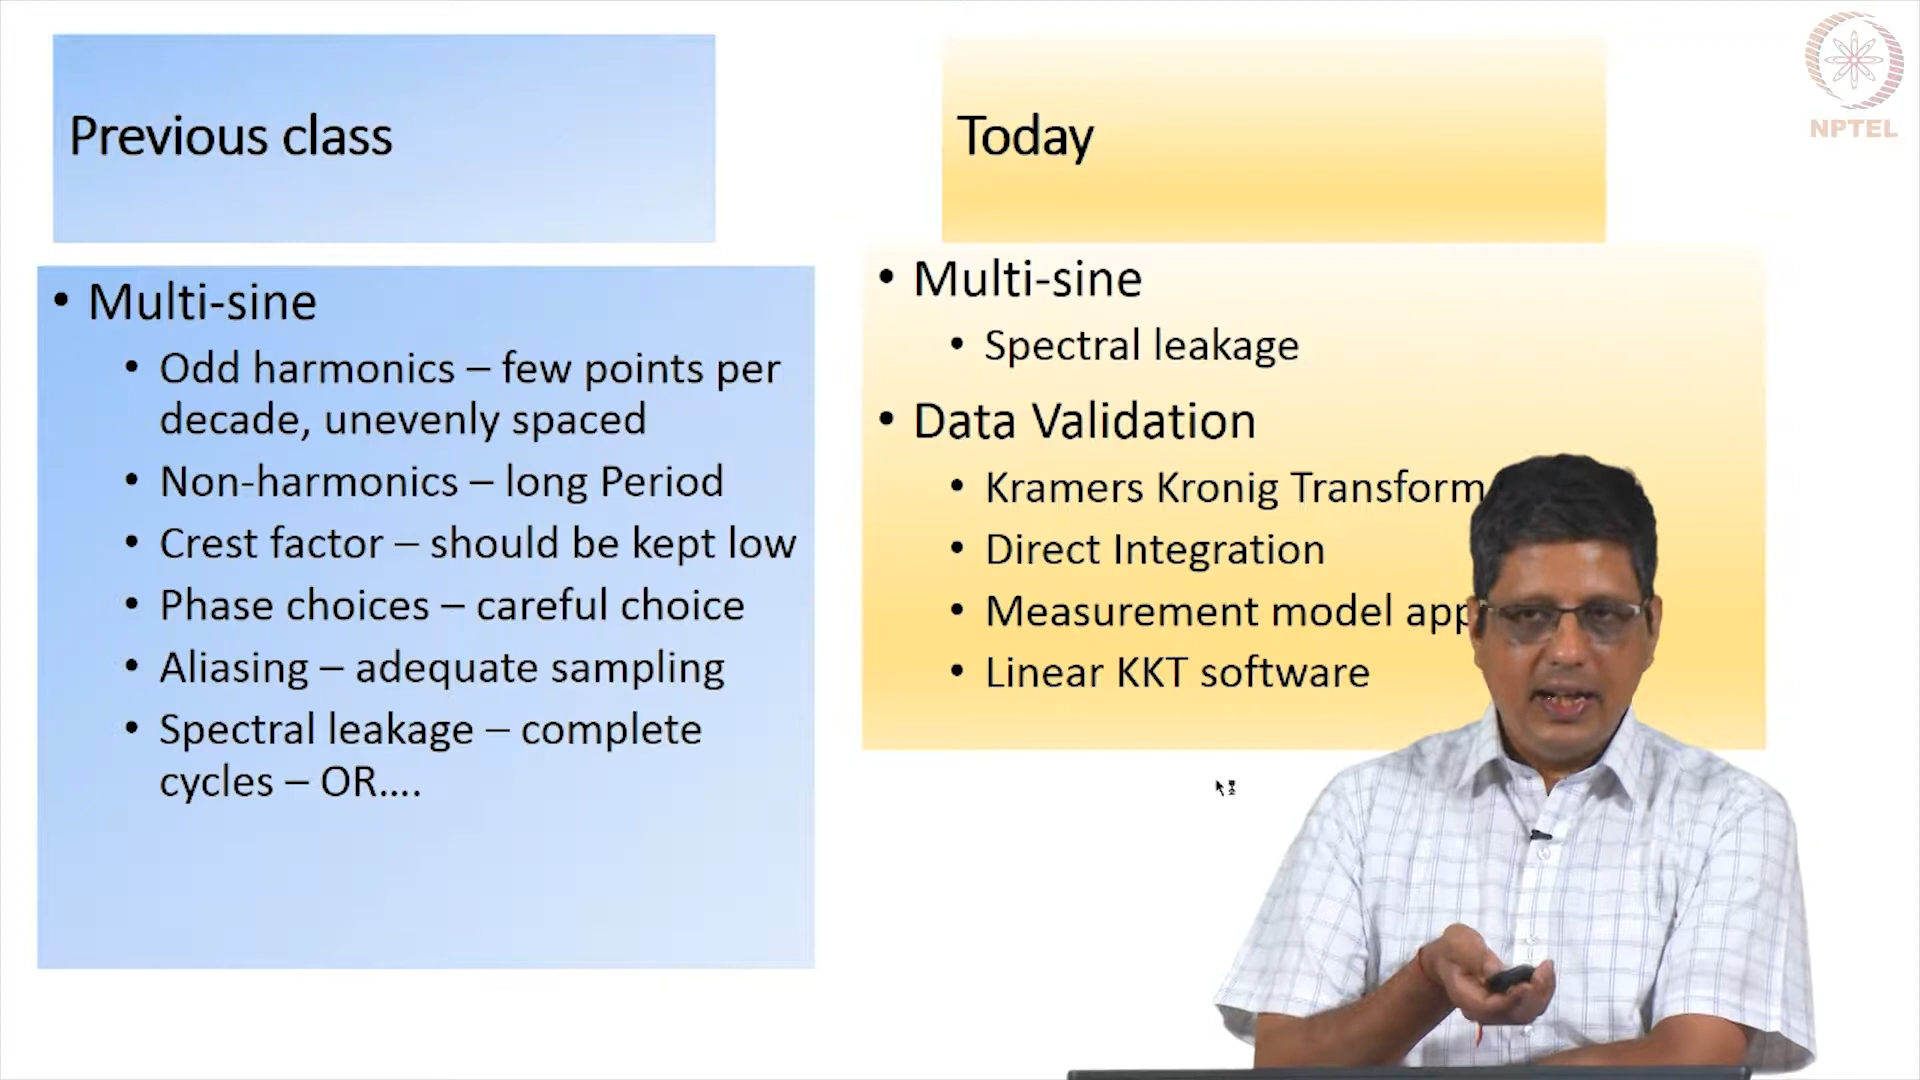 Previous class
• Multi-sine
• Odd harmonics – few points per
decade, unevenly spaced
• Non-harmonics – long Period
• Crest factor – should be kept low
• Phase choices – careful choice
• Aliasing – adequate sampling
• Spectral leakage – complete
cycles – OR....
Today
• Multi-sine
• Spectral leakage
• Data Validation
• Kramers Kronig Transform
• Direct Integration
• Measurement model app
• Linear KKT software
NPTEL